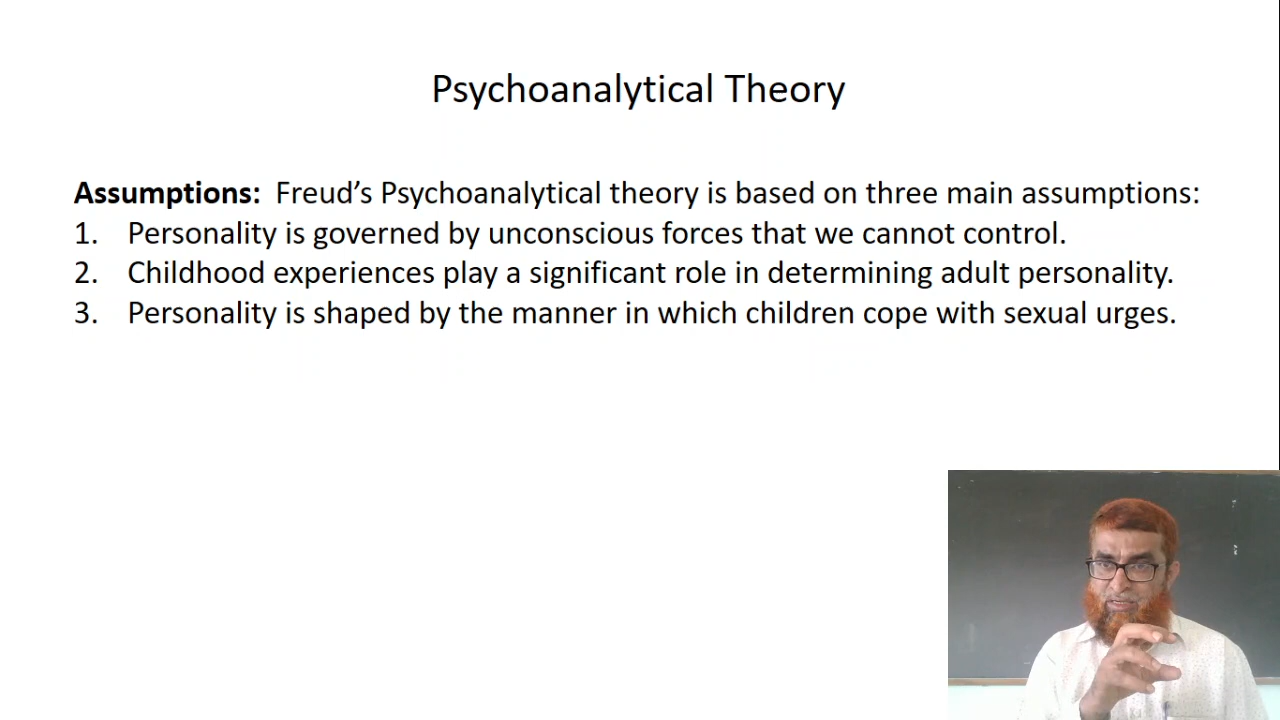 Psychoanalytical Theory
Assumptions: Freud’s Psychoanalytical theory is based on three main assumptions:
1. Personality is governed by unconscious forces that we cannot control.
2. Childhood experiences play a significant role in determining adult personality.
3. Personality is shaped by the manner in which children cope with sexual urges.